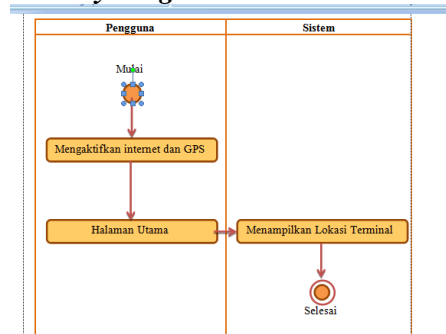 Pengguna
Sistem
Mulai
Mengaktifkan internet dan GPS
Halaman Utama
Menampilkan Lokasi Terminal
Selesai